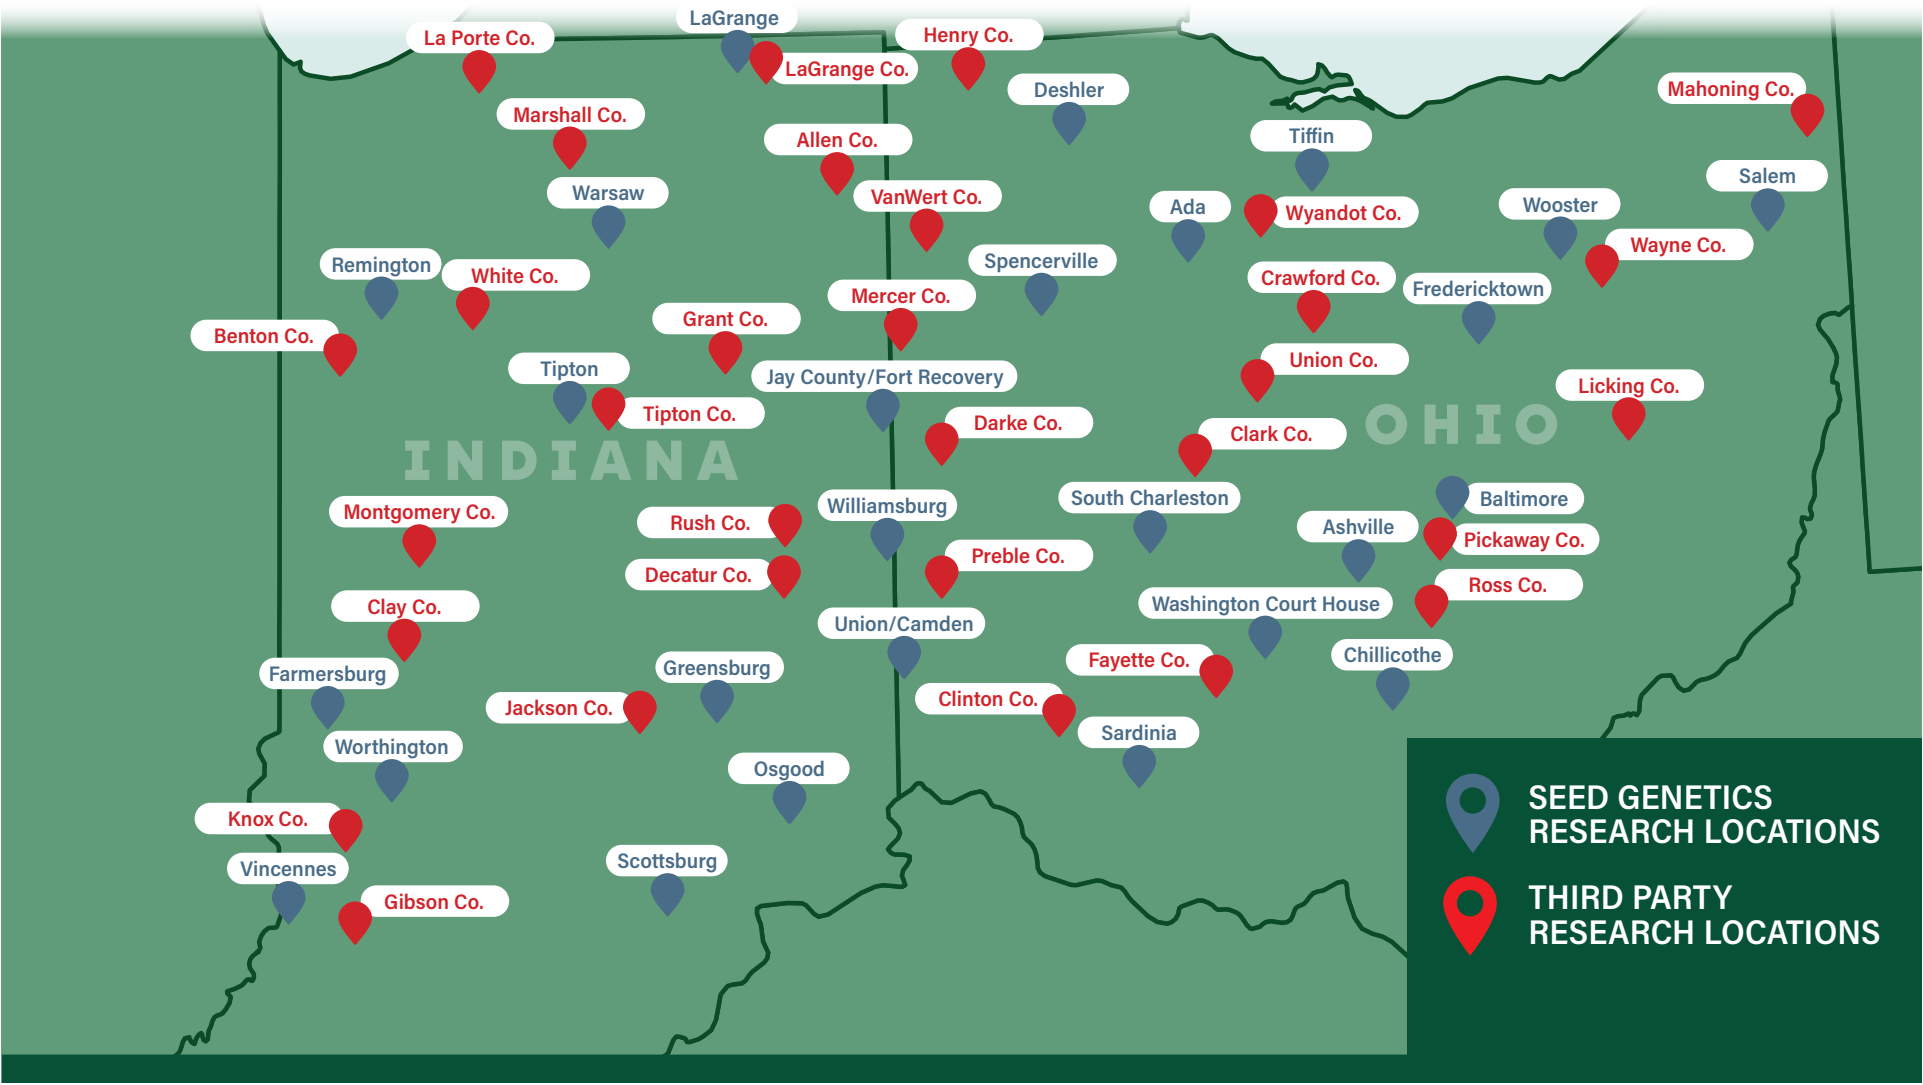 LaGrange
La Porte Co.
Henry Co.
LaGrange Co.
Deshler
Mahoning Co.
Marshall Co.
Allen Co.
Tiffin
Salem
Warsaw
VanWert Co.
Ada
Wyandot Co.
Wooster
Wayne Co.
Remington
White Co.
Spencerville
Crawford Co.
Fredericktown
Mercer Co.
Benton Co.
Grant Co.
Union Co.
Tipton
Jay County/Fort Recovery
Licking Co.
Tipton Co.
Darke Co.
Clark Co.
OHIO
INDIANA
Montgomery Co.
Rush Co.
Williamsburg
South Charleston
Baltimore
Ashville
Pickaway Co.
Decatur Co.
Preble Co.
Ross Co.
Clay Co.
Washington Court House
Union/Camden
Farmersburg
Greensburg
Fayette Co.
Chillicothe
Jackson Co.
Clinton Co.
Worthington
Sardinia
Osgood
Knox Co.
Vincennes
Scottsburg
Gibson Co.
SEED GENETICS
RESEARCH LOCATIONS
THIRD PARTY
RESEARCH LOCATIONS